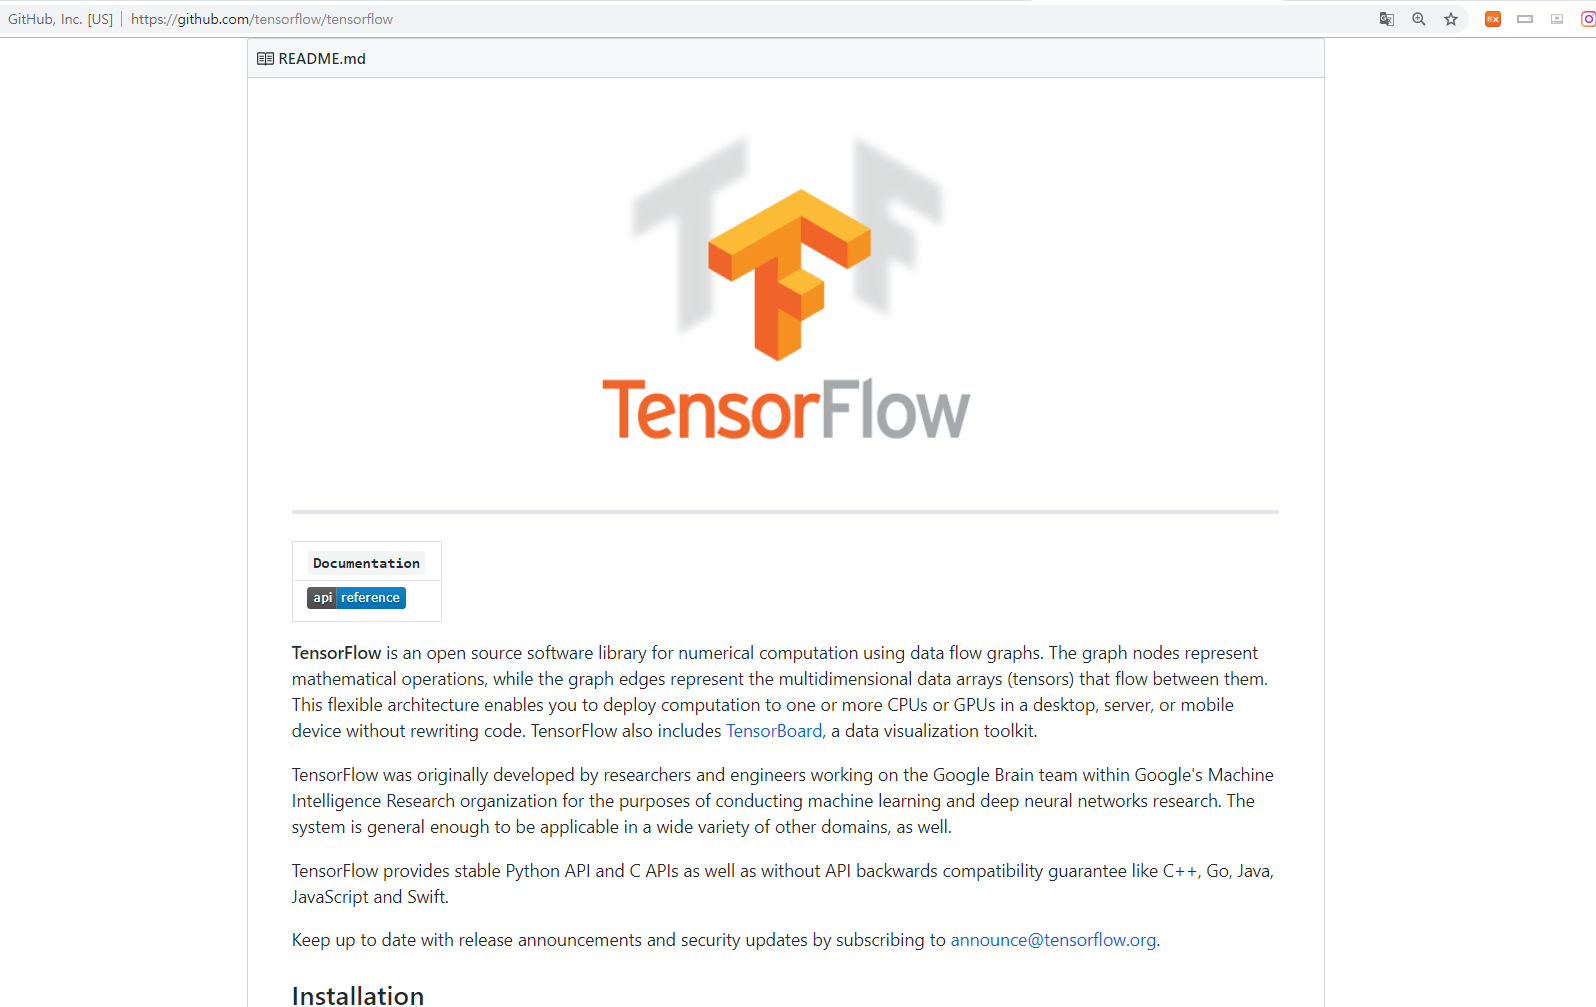 GitHub, Inc. [US] | https://github.com/tensorflow/tensorflow
EX
README.md
TensorFlow
Documentation
api reference
TensorFlow is an open source software library for numerical computation using data flow graphs. The graph nodes represent
mathematical operations, while the graph edges represent the multidimensional data arrays (tensors) that flow between them.
This flexible architecture enables you to deploy computation to one or more CPUs or GPUs in a desktop, server, or mobile
device without rewriting code. TensorFlow also includes TensorBoard, a data visualization toolkit.
TensorFlow was originally developed by researchers and engineers working on the Google Brain team within Google's Machine
Intelligence Research organization for the purposes of conducting machine learning and deep neural networks research. The
system is general enough to be applicable in a wide variety of other domains, as well.
TensorFlow provides stable Python API and C APIs as well as without API backwards compatibility guarantee like C++, Go, Java,
JavaScript and Swift.
Keep up to date with release announcements and security updates by subscribing to announce@tensorflow.org.
Installation